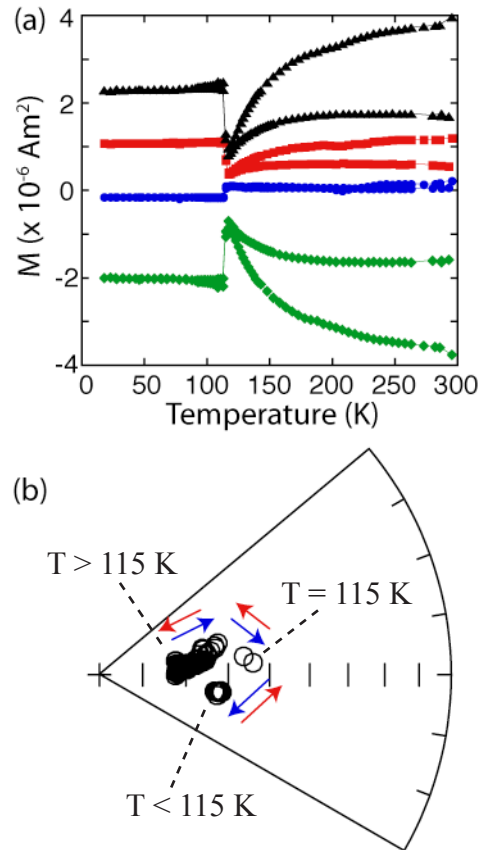 (a)
4
2
0
-2
-4
M (x 10⁻⁶ Am²)
0 50 100 150 200 250 300
Temperature (K)
(b)
T > 115 K
T = 115 K
T < 115 K